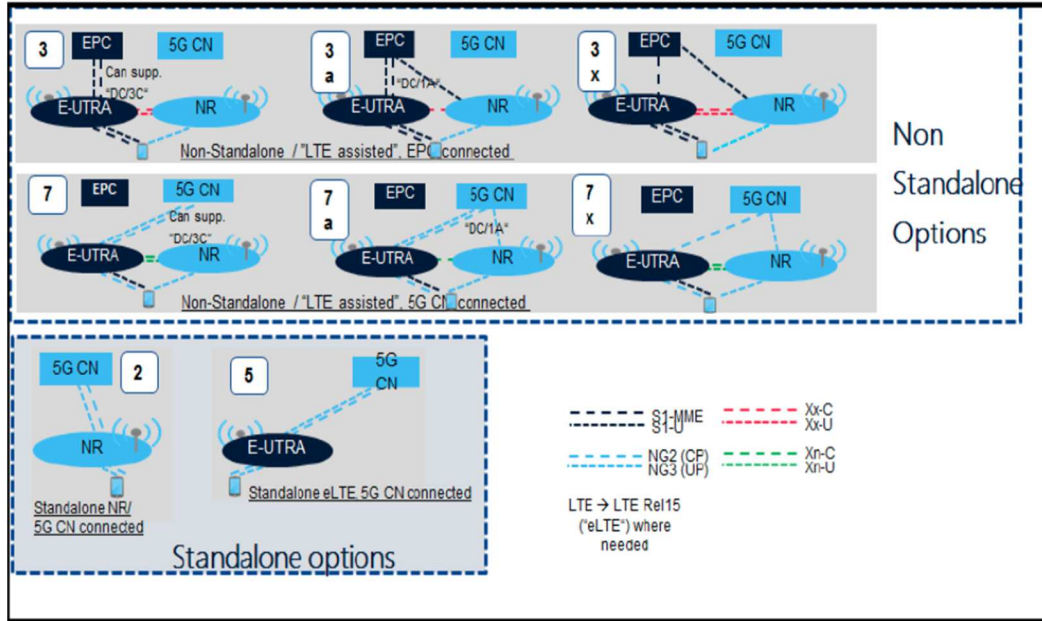 3
EPC
5G CN
Can supp.
"DC/3C"
E-UTRA
NR
3
a
EPC
5G CN
"DC/1A"
E-UTRA
NR
3
x
EPC
5G CN
E-UTRA
NR
Non-Standalone / "LTE assisted", EPC connected
7
EPC
5G CN
Can supp.
"DC/3C"
E-UTRA
NR
7
a
EPC
5G CN
"DC/1A"
E-UTRA
NR
7
x
EPC
5G CN
E-UTRA
NR
Non-Standalone / "LTE assisted", 5G CN connected
Non
Standalone
Options
5G CN
2
NR
Standalone NR/
5G CN connected
5
5G
CN
E-UTRA
Standalone eLTE, 5G CN connected
Standalone options
S1-MME
S1-U
Xx-C
Xx-U
NG2 (CP)
NG3 (UP)
Xn-C
Xn-U
LTE → LTE Rel15
("eLTE") where
needed